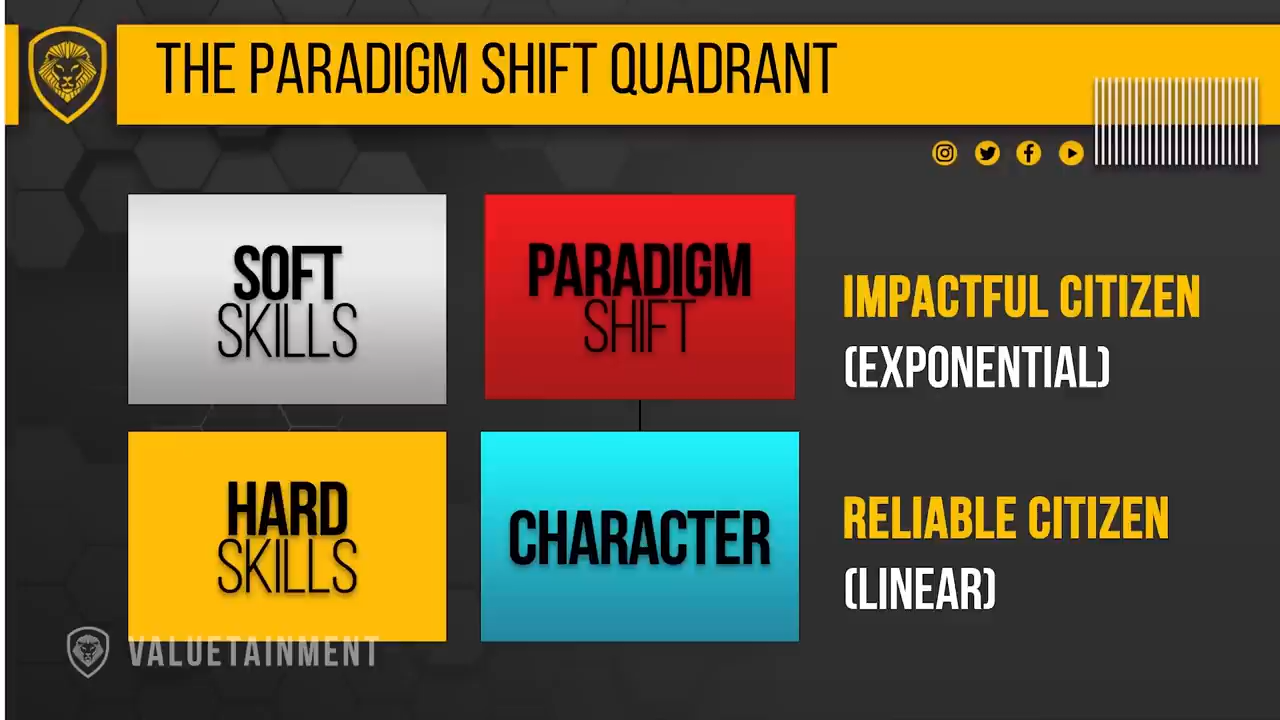 THE PARADIGM SHIFT QUADRANT
SOFT
SKILLS
PARADIGM
SHIFT
IMPACTFUL CITIZEN
(EXPONENTIAL)
HARD
SKILLS
CHARACTER
RELIABLE CITIZEN
(LINEAR)
VALUETAINMENT